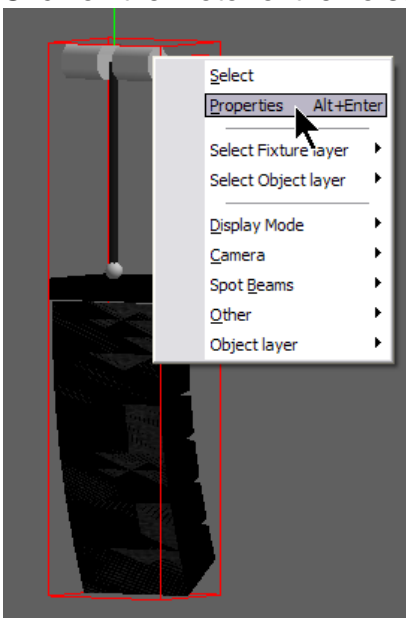 Select
Properties Alt+Enter
Select Fixture layer
Select Object layer
Display Mode
Camera
Spot Beams
Other
Object layer